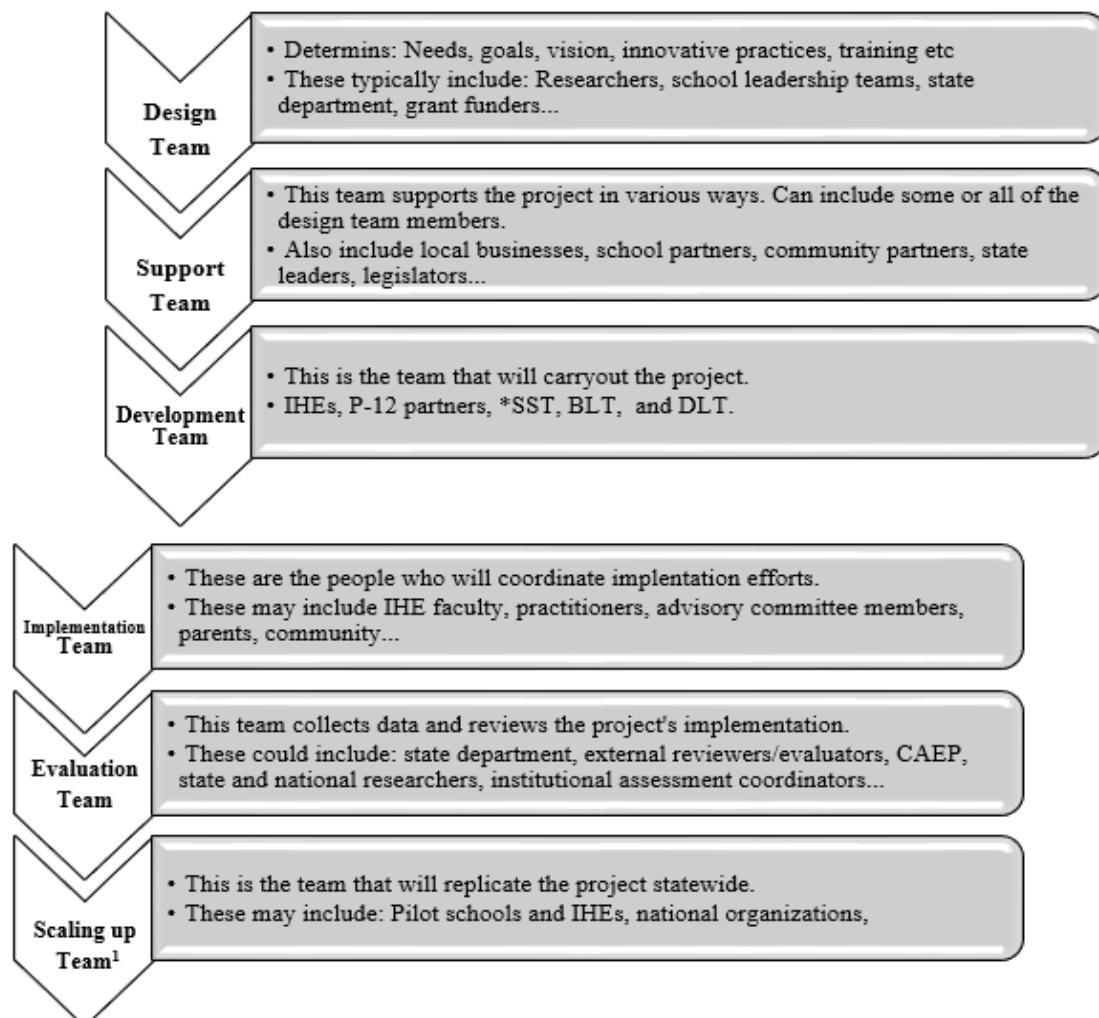 Design
Team
• Determins: Needs, goals, vision, innovative practices, training etc
• These typically include: Researchers, school leadership teams, state
department, grant funders...
Support
Team
• This team supports the project in various ways. Can include some or all of the
design team members.
• Also include local businesses, school partners, community partners, state
leaders, legislators...
Development
Team
• This is the team that will carryout the project.
• IHEs, P-12 partners, *SST, BLT, and DLT.
Implementation
Team
• These are the people who will coordinate implentation efforts.
• These may include IHE faculty, practitioners, advisory committee members,
parents, community...
Evaluation
Team
• This team collects data and reviews the project's implementation.
• These could include: state department, external reviewers/evaluators, CAEP,
state and national researchers, institutional assessment coordinators...
Scaling up
Team¹
• This is the team that will replicate the project statewide.
• These may include: Pilot schools and IHEs, national organizations,